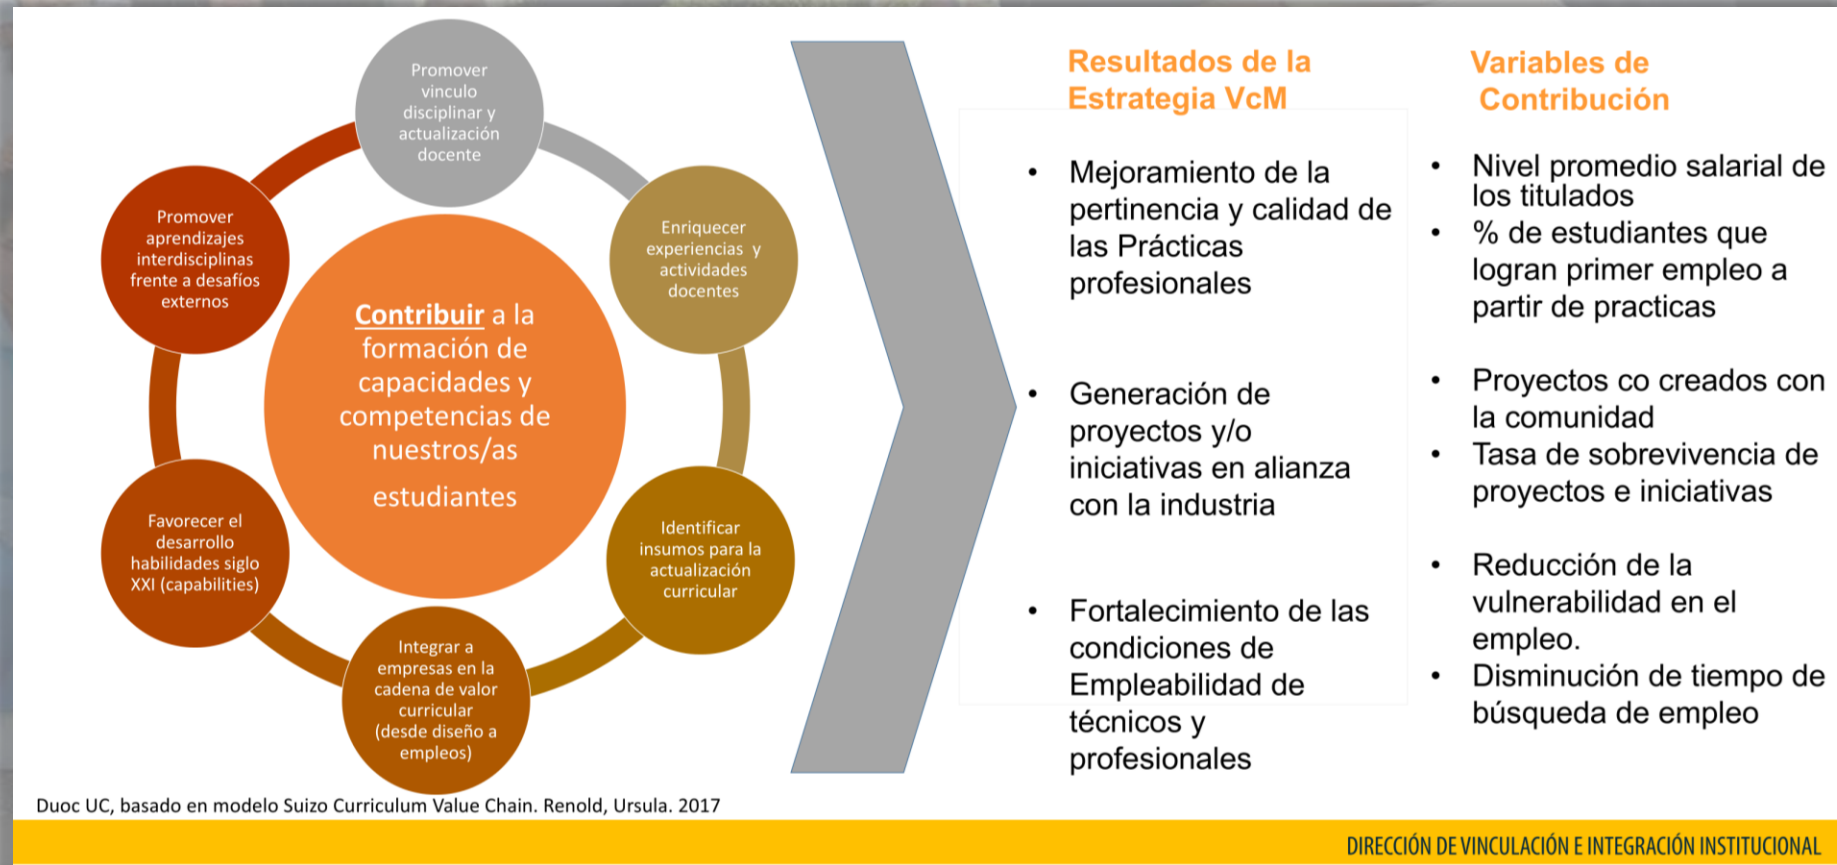 Promover
vinculo
disciplinar y
actualización
docente
Enriquecer
experiencias y
actividades
docentes
Identificar
insumos para la
actualización
curricular
Integrar a
empresas en la
cadena de valor
curricular
(desde diseño a
empleos)
Favorecer el
desarrollo
habilidades siglo
XXI (capabilities)
Promover
aprendizajes
interdisciplinas
frente a desafíos
externos
Contribuir a la
formación de
capacidades y
competencias de
nuestros/as
estudiantes
Resultados de la
Estrategia VcM
• Mejoramiento de la
pertinencia y calidad de
las Prácticas
profesionales
• Generación de
proyectos y/o
iniciativas en alianza
con la industria
• Fortalecimiento de las
condiciones de
Empleabilidad de
técnicos y
profesionales
Variables de
Contribución
• Nivel promedio salarial de
los titulados
• % de estudiantes que
logran primer empleo a
partir de practicas
• Proyectos co creados con
la comunidad
• Tasa de sobrevivencia de
proyectos e iniciativas
• Reducción de la
vulnerabilidad en el
empleo.
• Disminución de tiempo de
búsqueda de empleo
Duoc UC, basado en modelo Suizo Curriculum Value Chain. Renold, Ursula. 2017
DIRECCIÓN DE VINCULACIÓN E INTEGRACIÓN INSTITUCIONAL